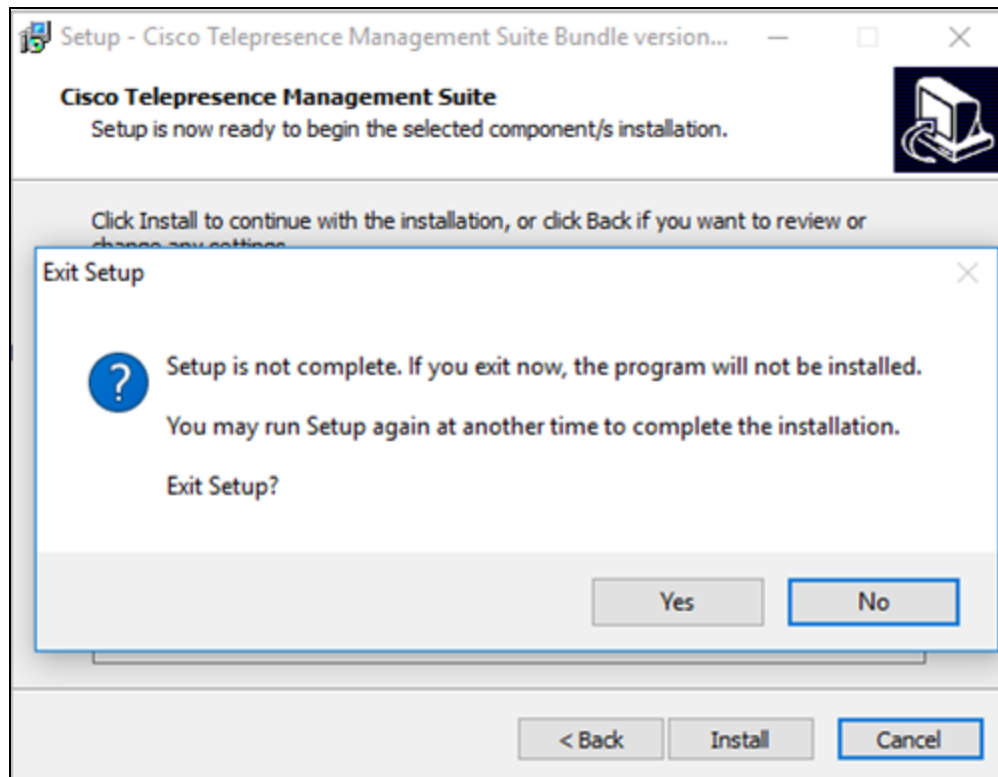 Setup - Cisco Telepresence Management Suite Bundle version...
Cisco Telepresence Management Suite
Setup is now ready to begin the selected component/s installation.
Click Install to continue with the installation, or click Back if you want to review or
change any settings.
Exit Setup
Setup is not complete. If you exit now, the program will not be installed.
You may run Setup again at another time to complete the installation.
Exit Setup?
Yes No
< Back Install Cancel